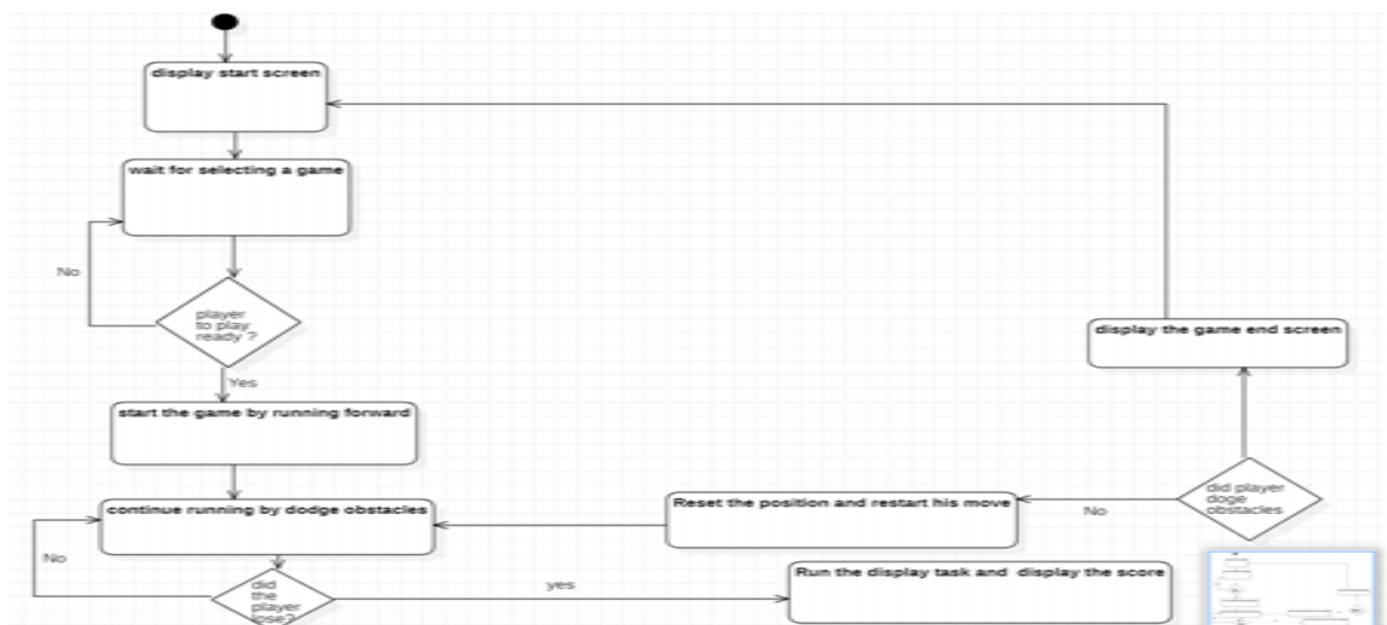 display start screen
wait for selecting a game
No
player
to play
ready ?
Yes
start the game by running forward
continue running by dodge obstacles
No
did
the
player
lose?
yes
Run the display task and display the score
Reset the position and restart his move
No
did player
doge
obstacles
display the game end screen